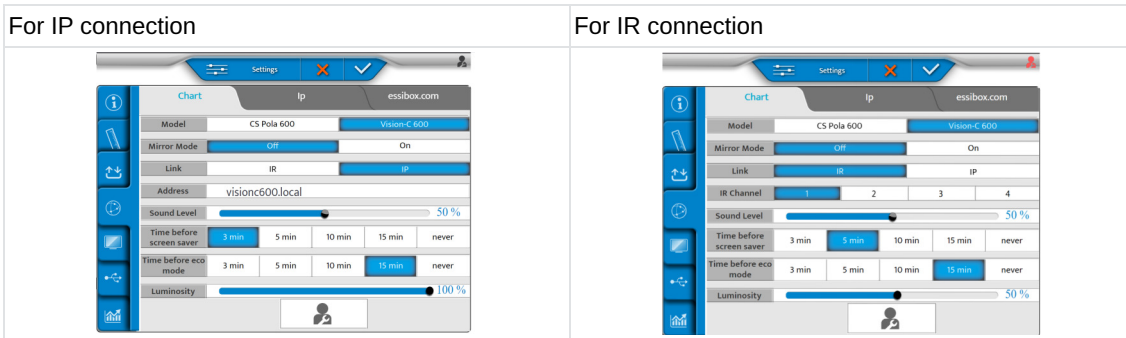 For IP connection
Settings
Chart Ip essibox.com
Model CS Pola 600 Vision-C 600
Mirror Mode Off On
Link IR IP
Address visionc600.local
Sound Level 50 %
Time before
screen saver 3 min 5 min 10 min 15 min never
Time before eco
mode 3 min 5 min 10 min 15 min never
Luminosity 100 %
For IR connection
Settings
Chart Ip essibox.com
Model CS Pola 600 Vision-C 600
Mirror Mode Off On
Link IR IP
IR Channel 1 2 3 4
Sound Level 50 %
Time before
screen saver 3 min 5 min 10 min 15 min never
Time before eco
mode 3 min 5 min 10 min 15 min never
Luminosity 50 %